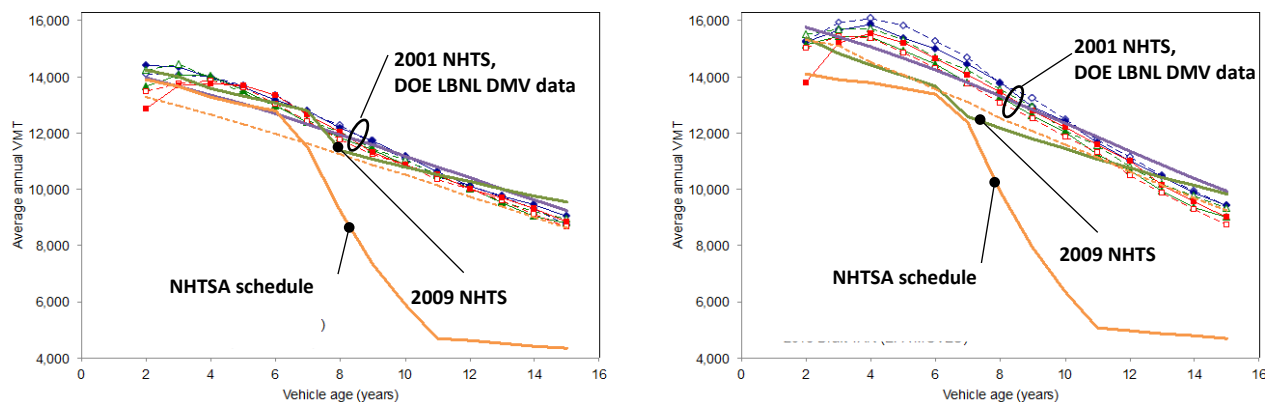 16,000
14,000
12,000
10,000
8,000
6,000
4,000
Average annual VMT
0 2 4 6 8 10 12 14 16
Vehicle age (years)
2001 NHTS,
DOE LBNL DMV data
NHTSA schedule
2009 NHTS
)
16,000
14,000
12,000
10,000
8,000
6,000
4,000
Average annual VMT
0 2 4 6 8 10 12 14 16
Vehicle age (years)
2001 NHTS,
DOE LBNL DMV data
2009 NHTS
NHTSA schedule